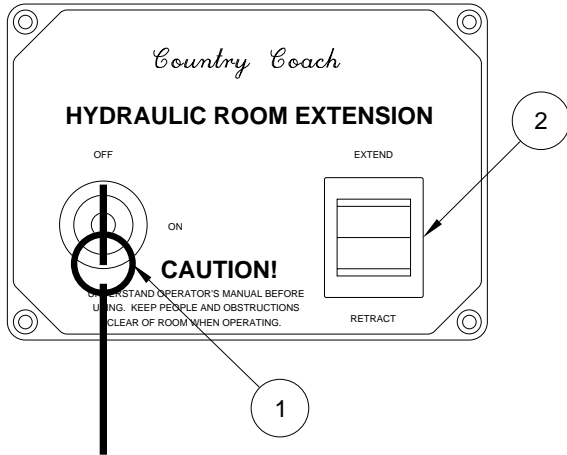 Country Coach
HYDRAULIC ROOM EXTENSION
OFF
EXTEND
2
ON
CAUTION!
UNDERSTAND OPERATOR'S MANUAL BEFORE
USING. KEEP PEOPLE AND OBSTRUCTIONS
CLEAR OF ROOM WHEN OPERATING.
RETRACT
1